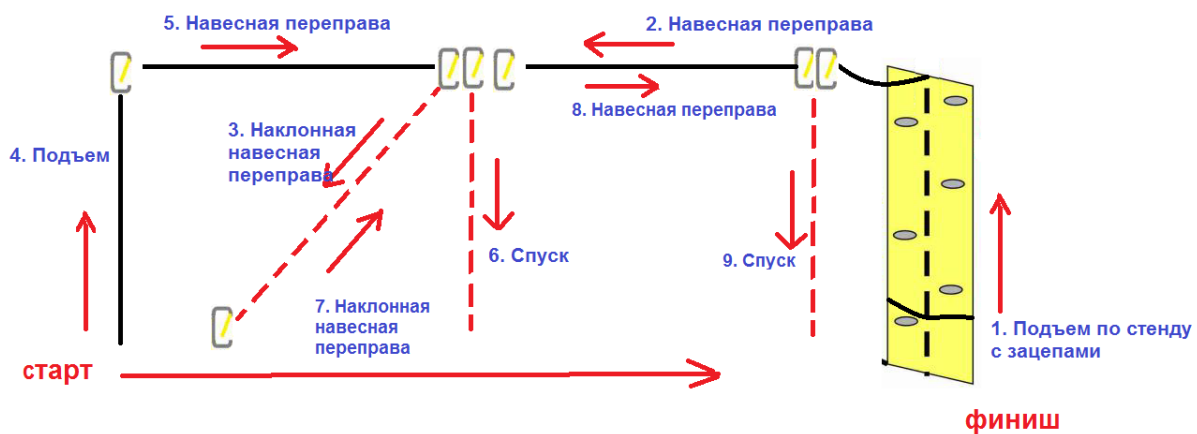 5. Навесная переправа
2. Навесная переправа
8. Навесная переправа
3. Наклонная
навесная
переправа
4. Подъем
6. Спуск
9. Спуск
7. Наклонная
навесная
переправа
1. Подъем по стенду
с зацепами
старт
финиш